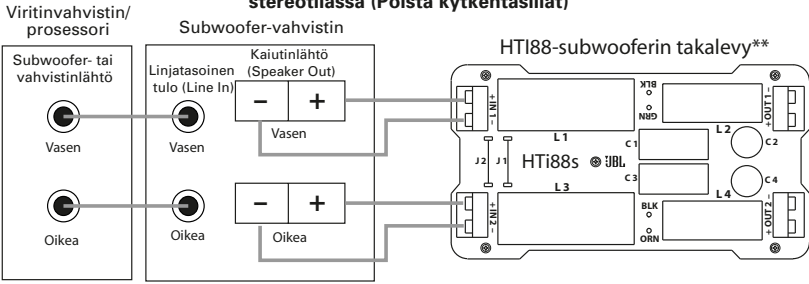 stereotilassa (Poista kytkentäsillat)
Viritinvahvistin/
prosessori
Subwoofer-vahvistin
HTI88-subwooferin takalevy**
Subwoofer- tai
vahvistinlähtö
Linjatasoinen
tulo (Line In)
Kaiutinlähtö
(Speaker Out)
– +
Vasen
Vasen
Vasen
– +
Oikea
Oikea
Oikea
+ IN 1 –
BLK
GRN
+ OUT 1 –
L 1
L 2
C 1
C 2
J 2
J 1
HTi88s
JBL
C 3
C 4
L 3
L 4
+ IN 2 –
BLK
ORN
+ OUT 2 –